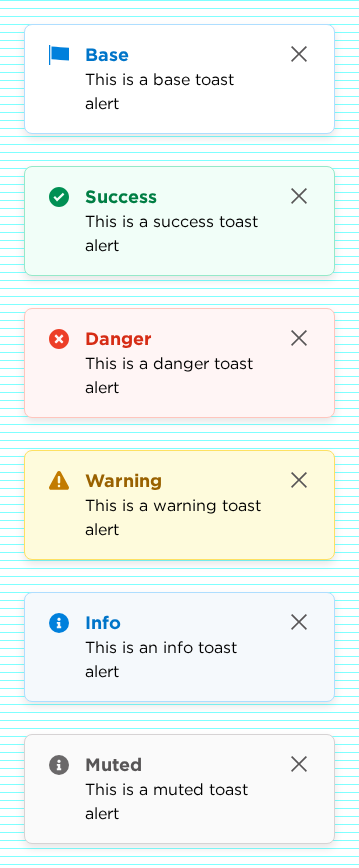 Base
This is a base toast
alert
Success
This is a success toast
alert
Danger
This is a danger toast
alert
Warning
This is a warning toast
alert
Info
This is an info toast
alert
Muted
This is a muted toast
alert